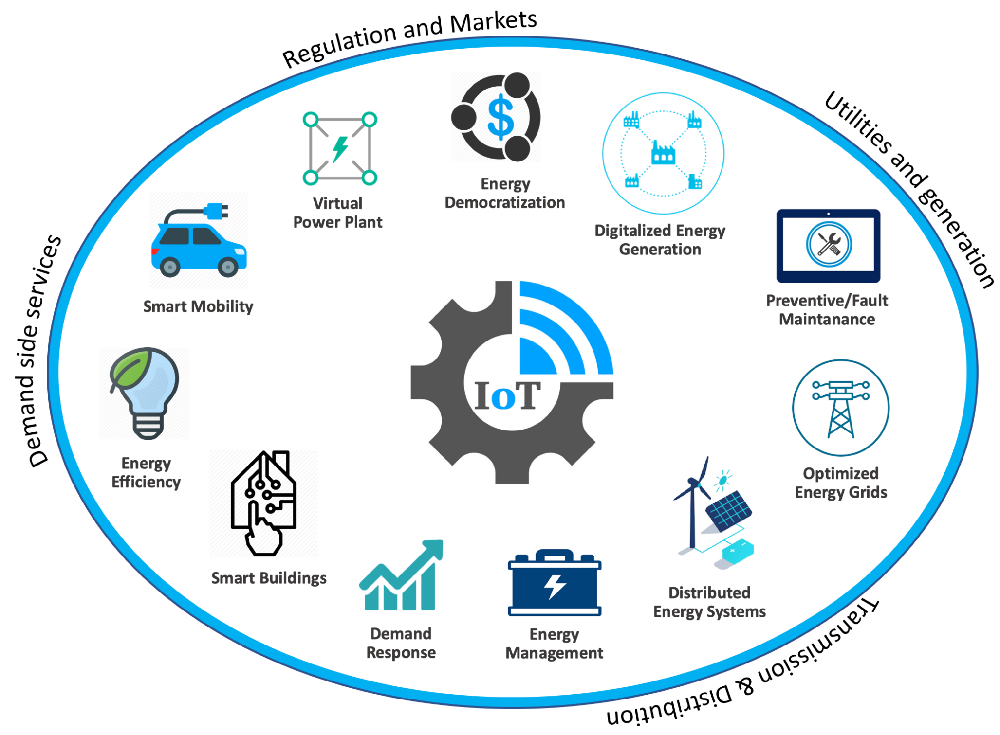 Regulation and Markets
Utilities and generation
Demand side services
Transmission & Distribution
$
Energy
Democratization
Virtual
Power Plant
Digitalized Energy
Generation
Smart Mobility
Preventive/Fault
Maintanance
IoT
Energy
Efficiency
Optimized
Energy Grids
Smart Buildings
Distributed
Energy Systems
Demand
Response
Energy
Management